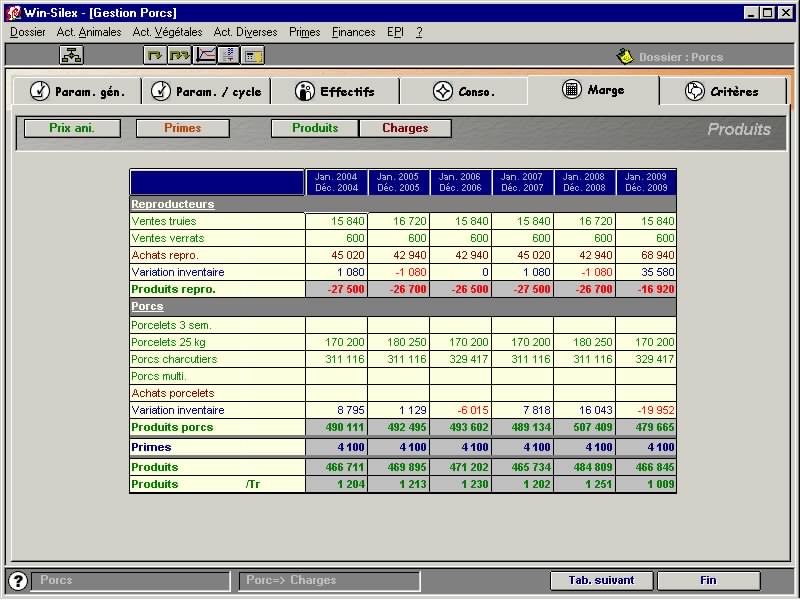 Win-Silex - [Gestion Porcs]
Dossier Act. Animales Act. Végétales Act. Diverses Primes Finances EPI ?
Dossier : Porcs
Param. gén. Param. / cycle Effectifs Conso. Marge Critères
Prix ani. Primes Produits Charges Produits
Jan. 2004 Jan. 2005 Jan. 2006 Jan. 2007 Jan. 2008 Jan. 2009
Déc. 2004 Déc. 2005 Déc. 2006 Déc. 2007 Déc. 2008 Déc. 2009
Reproducteurs
Ventes truies 15 840 16 720 15 840 15 840 16 720 15 840
Ventes verrats 600 600 600 600 600 600
Achats repro. 45 020 42 940 42 940 45 020 42 940 68 940
Variation inventaire 1 080 -1 080 0 1 080 -1 080 35 580
Produits repro. -27 500 -26 700 -26 500 -27 500 -26 700 -16 920
Porcs
Porcelets 3 sem.
Porcelets 25 kg 170 200 180 250 170 200 170 200 180 250 170 200
Porcs charcutiers 311 116 311 116 329 417 311 116 311 116 329 417
Porcs multi.
Achats porcelets
Variation inventaire 8 795 1 129 -6 015 7 818 16 043 -19 952
Produits porcs 490 111 492 495 493 602 489 134 507 409 479 665
Primes 4 100 4 100 4 100 4 100 4 100 4 100
Produits 466 711 469 895 471 202 465 734 484 809 466 845
Produits /Tr 1 204 1 213 1 230 1 202 1 251 1 009
? Porcs Porc=> Charges Tab. suivant Fin